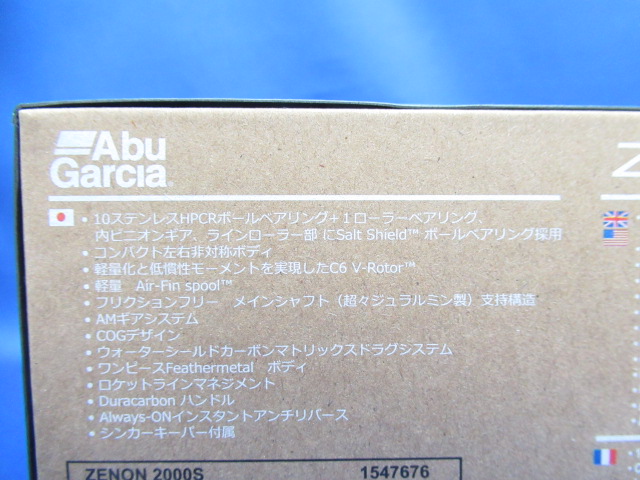 Abu
Garcia
・10ステンレスHPCRボールベアリング+1ローラーベアリング、
内ピニオンギア、ラインローラー部 にSalt Shield™ ボールベアリング採用
・コンパクト左右非対称ボディ
・軽量化と低慣性モーメントを実現したC6 V-Rotor™
・軽量 Air-Fin spool™
・フリクションフリー メインシャフト（超々ジュラルミン製）支持構造
・AMギアシステム
・COGデザイン
・ウォーターシールドカーボンマトリックスドラグシステム
・ワンピースFeathermetal ボディ
・ロケットラインマネジメント
・Duracarbon ハンドル
・Always-ONインスタントアンチリバース
・シンカーキーパー付属
ZENON 2000S 1547676